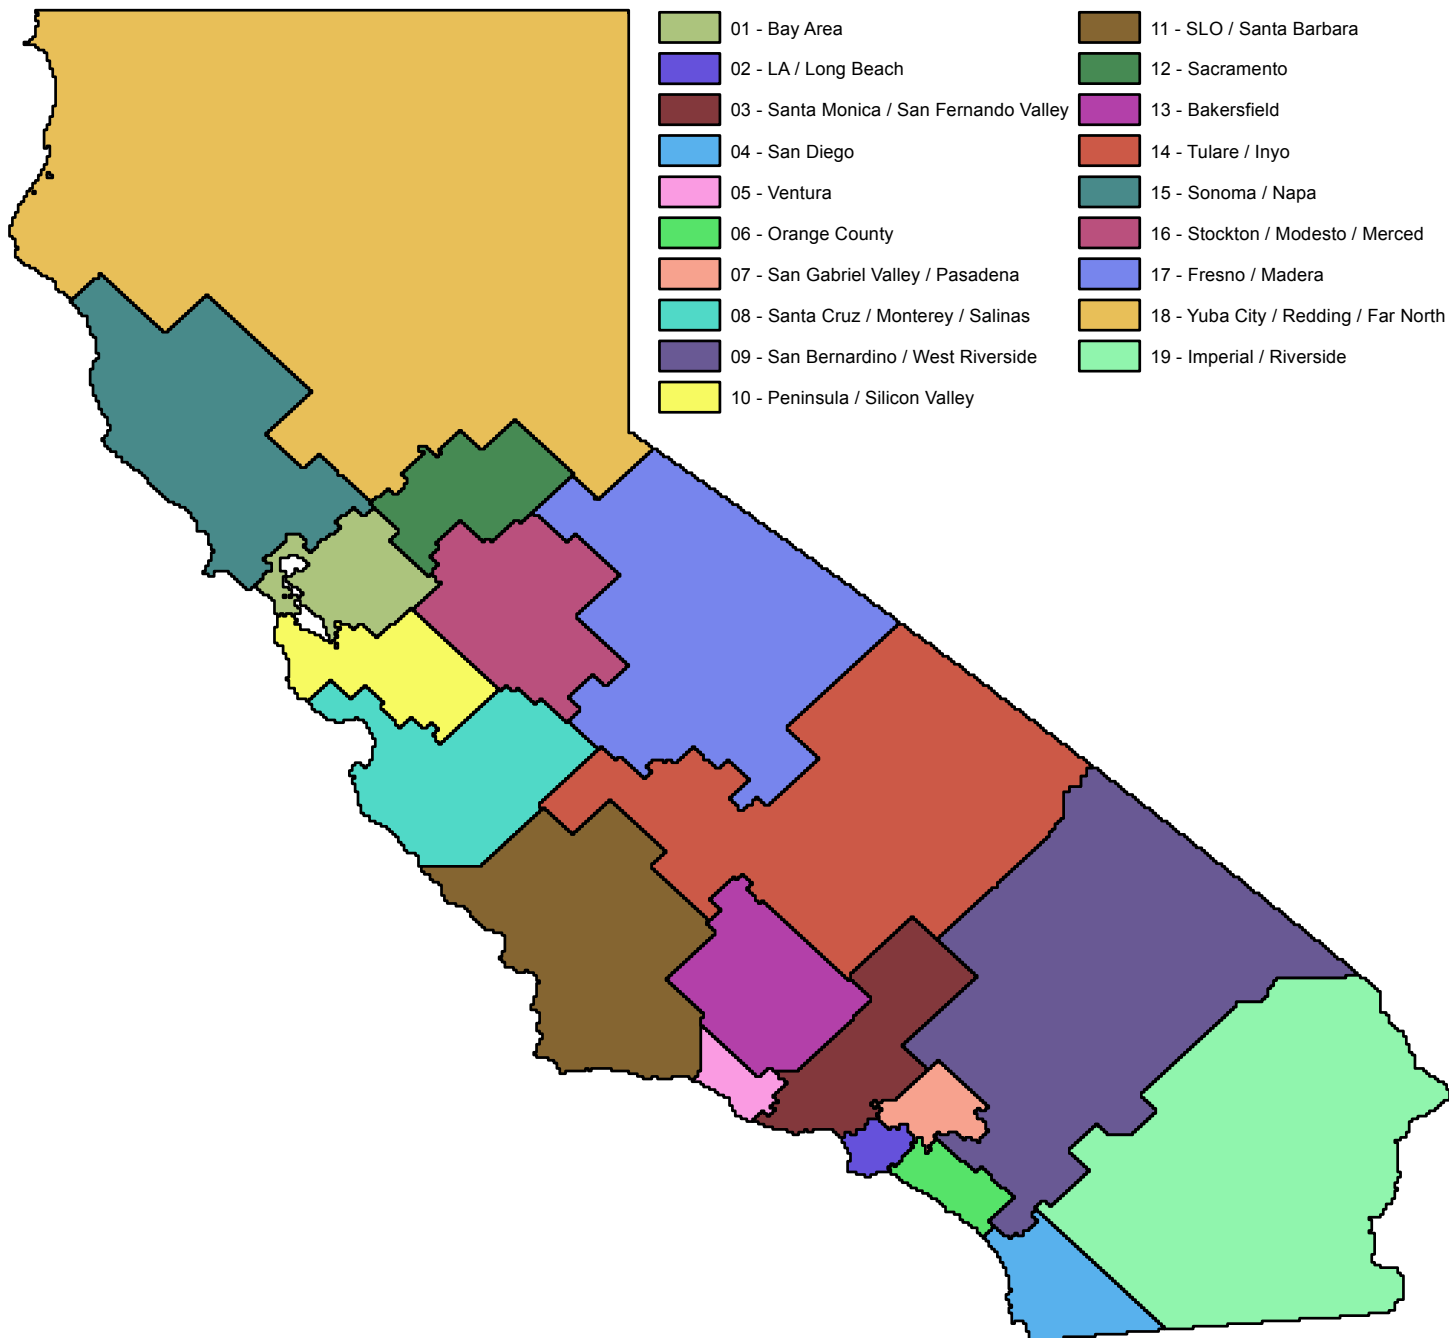 01 - Bay Area
02 - LA / Long Beach
03 - Santa Monica / San Fernando Valley
04 - San Diego
05 - Ventura
06 - Orange County
07 - San Gabriel Valley / Pasadena
08 - Santa Cruz / Monterey / Salinas
09 - San Bernardino / West Riverside
10 - Peninsula / Silicon Valley
11 - SLO / Santa Barbara
12 - Sacramento
13 - Bakersfield
14 - Tulare / Inyo
15 - Sonoma / Napa
16 - Stockton / Modesto / Merced
17 - Fresno / Madera
18 - Yuba City / Redding / Far North
19 - Imperial / Riverside